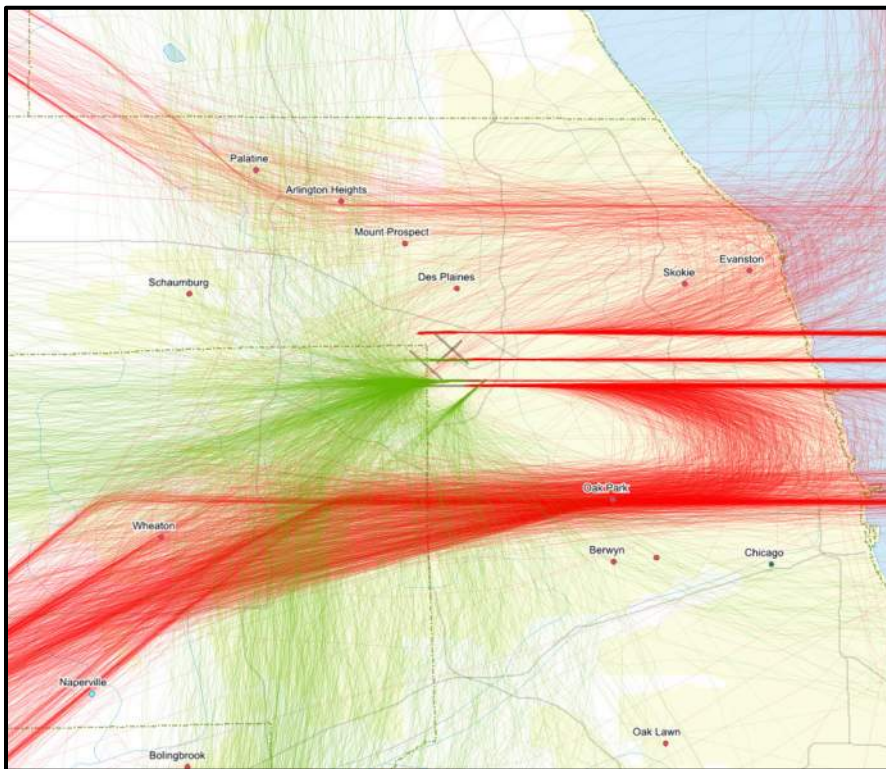 Palatine
Arlington Heights
Mount Prospect
Evanston
Skokie
Schaumburg
Des Plaines
Oak Park
Wheaton
Berwyn
Chicago
Naperville
Oak Lawn
Bolingbrook